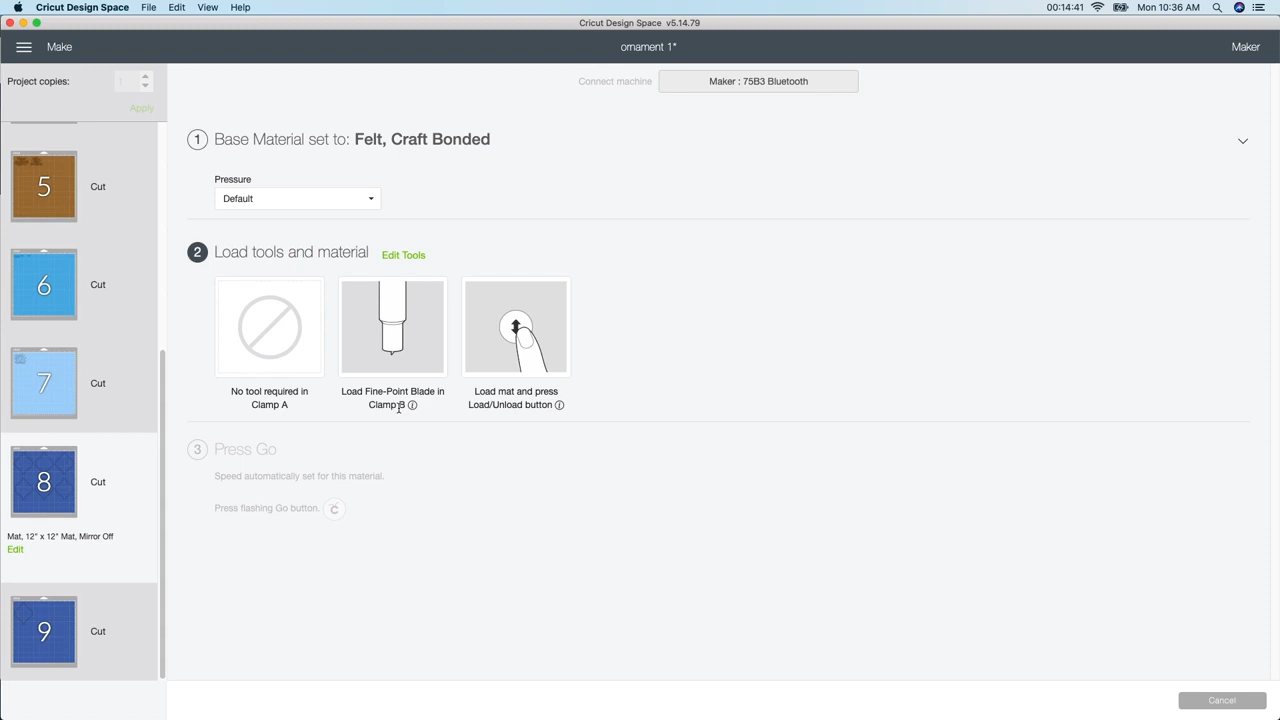 Cricut Design Space File Edit View Help 00:14:41 Mon 10:36 AM
Cricut Design Space v5.14.79
Make ornament 1* Maker
Project copies:
Apply
Connect machine Maker : 75B3 Bluetooth
5 Cut
6 Cut
7 Cut
8 Cut
Mat, 12" x 12" Mat, Mirror Off
Edit
9 Cut
1 Base Material set to: Felt, Craft Bonded
Pressure
Default
2 Load tools and material Edit Tools
No tool required in
Clamp A
Load Fine-Point Blade in
Clamp B
Load mat and press
Load/Unload button
3 Press Go
Speed automatically set for this material.
Press flashing Go button.
Cancel